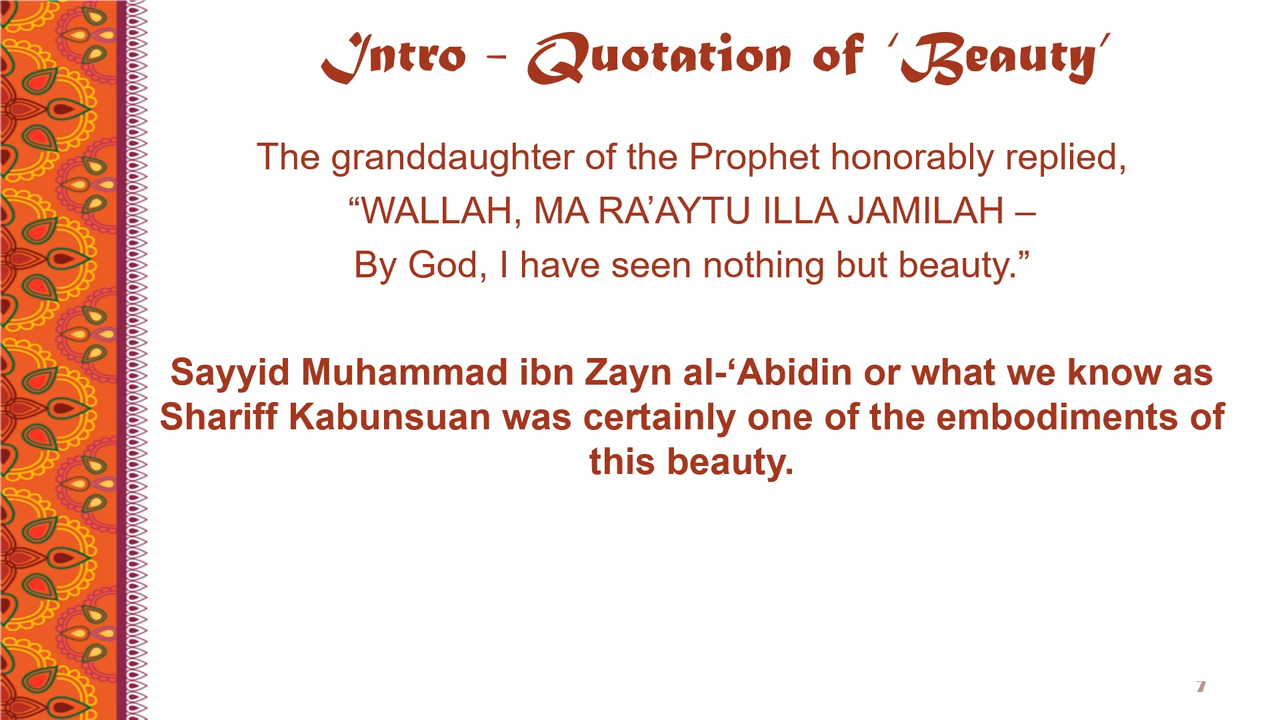 Intro – Quotation of ‘Beauty’
The granddaughter of the Prophet honorably replied,
“WALLAH, MA RA’AYTU ILLA JAMILAH –
By God, I have seen nothing but beauty.”
Sayyid Muhammad ibn Zayn al-‘Abidin or what we know as
Shariff Kabunsuan was certainly one of the embodiments of
this beauty.
7